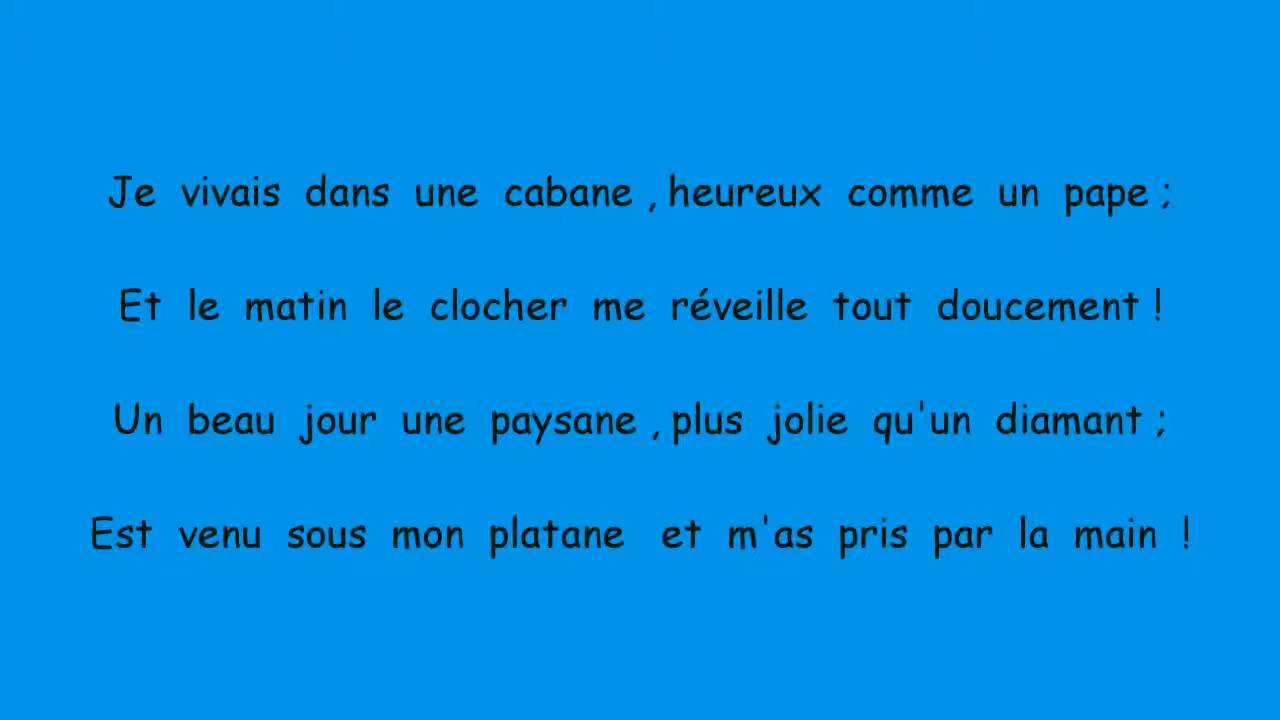 Je vivais dans une cabane , heureux comme un pape ;
Et le matin le clocher me réveille tout doucement !
Un beau jour une paysane , plus jolie qu'un diamant ;
Est venu sous mon platane et m'as pris par la main !